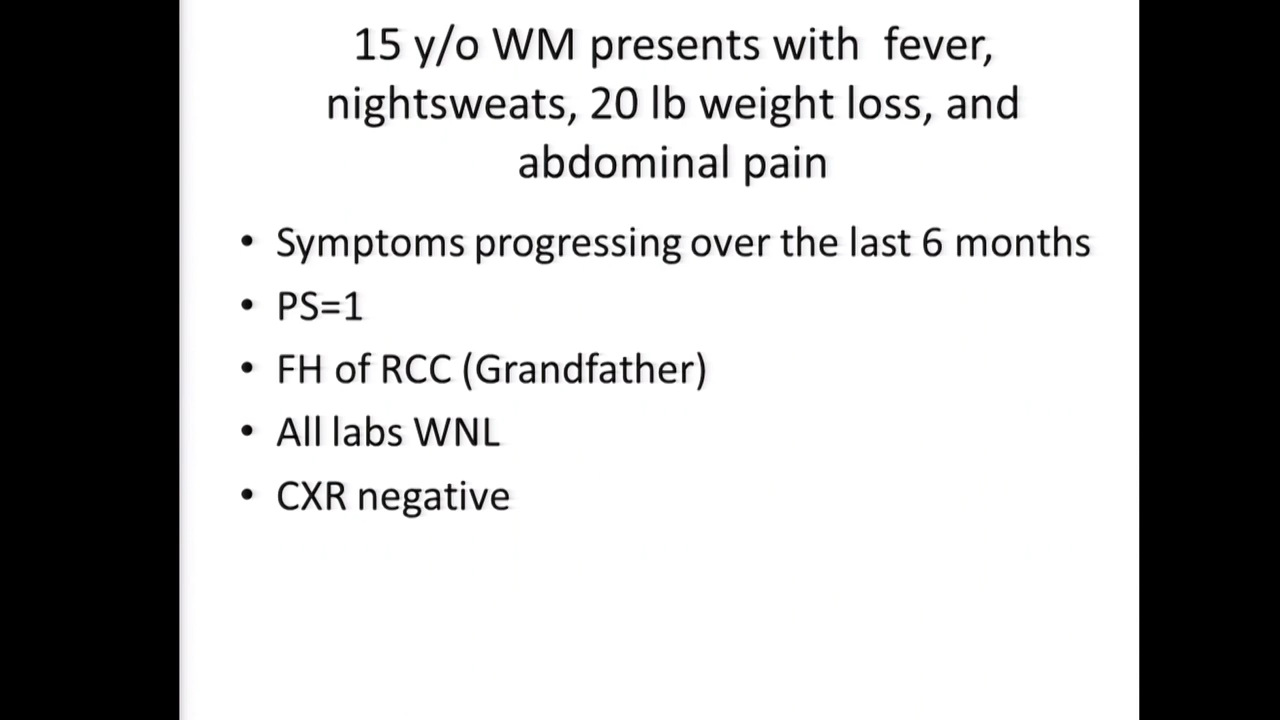 15 y/o WM presents with fever,
nightsweats, 20 lb weight loss, and
abdominal pain
• Symptoms progressing over the last 6 months
• PS=1
• FH of RCC (Grandfather)
• All labs WNL
• CXR negative